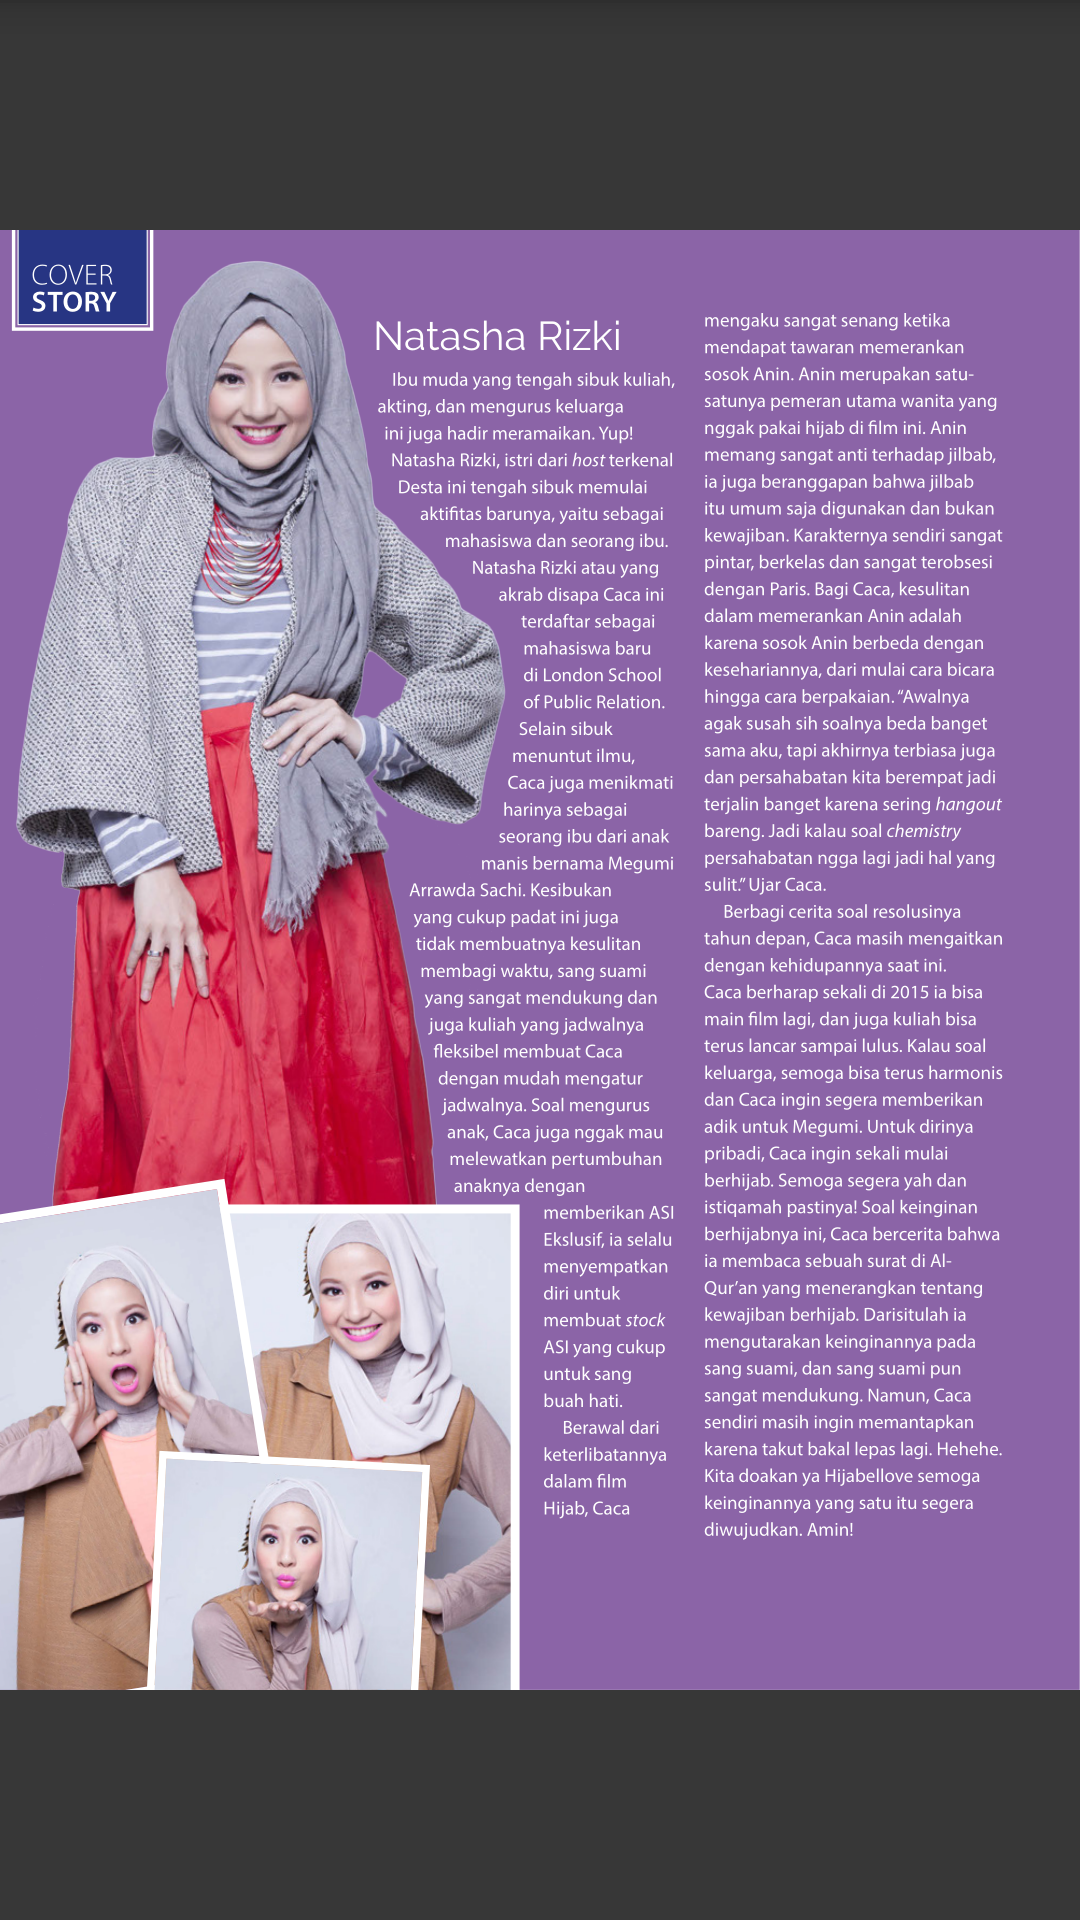 COVER
STORY
Natasha Rizki
Ibu muda yang tengah sibuk kuliah,
akting, dan mengurus keluarga
ini juga hadir meramaikan. Yup!
Natasha Rizki, istri dari host terkenal
Desta ini tengah sibuk memulai
aktifitas barunya, yaitu sebagai
mahasiswa dan seorang ibu.
Natasha Rizki atau yang
akrab disapa Caca ini
terdaftar sebagai
mahasiswa baru
di London School
of Public Relation.
Selain sibuk
menuntut ilmu,
Caca juga menikmati
harinya sebagai
seorang ibu dari anak
manis bernama Megumi
Arrawda Sachi. Kesibukan
yang cukup padat ini juga
tidak membuatnya kesulitan
membagi waktu, sang suami
yang sangat mendukung dan
juga kuliah yang jadwalnya
fleksibel membuat Caca
dengan mudah mengatur
jadwalnya. Soal mengurus
anak, Caca juga nggak mau
melewatkan pertumbuhan
anaknya dengan
memberikan ASI
Ekslusif, ia selalu
menyempatkan
diri untuk
membuat stock
ASI yang cukup
untuk sang
buah hati.
Berawal dari
keterlibatannya
dalam film
Hijab, Caca
mengaku sangat senang ketika
mendapat tawaran memerankan
sosok Anin. Anin merupakan satu-
satunya pemeran utama wanita yang
nggak pakai hijab di film ini. Anin
memang sangat anti terhadap jilbab,
ia juga beranggapan bahwa jilbab
itu umum saja digunakan dan bukan
kewajiban. Karakternya sendiri sangat
pintar, berkelas dan sangat terobsesi
dengan Paris. Bagi Caca, kesulitan
dalam memerankan Anin adalah
karena sosok Anin berbeda dengan
kesehariannya, dari mulai cara bicara
hingga cara berpakaian. “Awalnya
agak susah sih soalnya beda banget
sama aku, tapi akhirnya terbiasa juga
dan persahabatan kita berempat jadi
terjalin banget karena sering hangout
bareng. Jadi kalau soal chemistry
persahabatan ngga lagi jadi hal yang
sulit.” Ujar Caca.
Berbagi cerita soal resolusinya
tahun depan, Caca masih mengaitkan
dengan kehidupannya saat ini.
Caca berharap sekali di 2015 ia bisa
main film lagi, dan juga kuliah bisa
terus lancar sampai lulus. Kalau soal
keluarga, semoga bisa terus harmonis
dan Caca ingin segera memberikan
adik untuk Megumi. Untuk dirinya
pribadi, Caca ingin sekali mulai
berhijab. Semoga segera yah dan
istiqamah pastinya! Soal keinginan
berhijabnya ini, Caca bercerita bahwa
ia membaca sebuah surat di Al-
Qur’an yang menerangkan tentang
kewajiban berhijab. Darisitulah ia
mengutarakan keinginannya pada
sang suami, dan sang suami pun
sangat mendukung. Namun, Caca
sendiri masih ingin memantapkan
karena takut bakal lepas lagi. Hehehe.
Kita doakan ya Hijabellove semoga
keinginannya yang satu itu segera
diwujudkan. Amin!